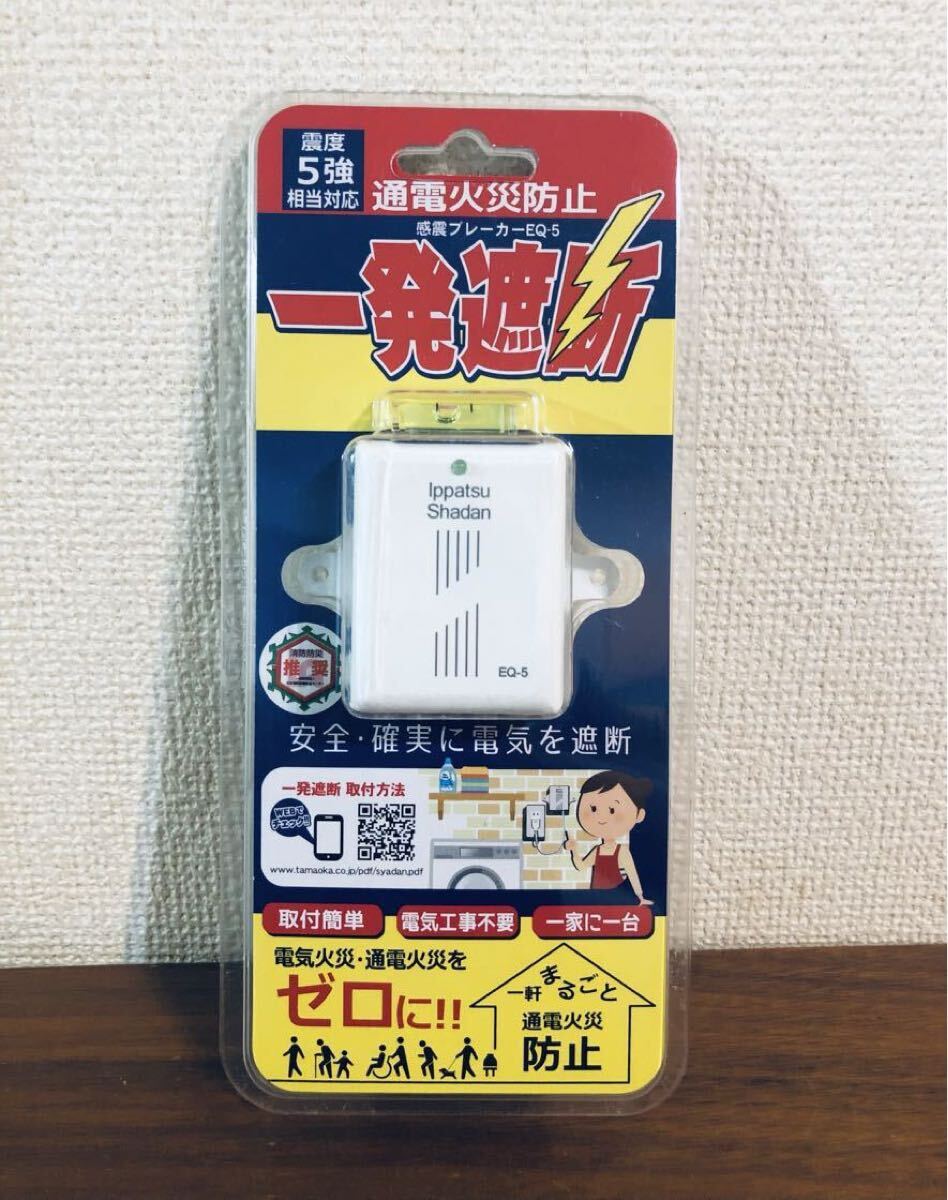 震度
5強
相当対応
通電火災防止
感震ブレーカーEQ-5
一発遮断
Ippatsu
Shadan
EQ-5
消防防災
推奨
安全・確実に電気を遮断
一発遮断 取付方法
WEBで
チェック!!
www.tamaoka.co.jp/pdf/syadan.pdf
取付簡単
電気工事不要
一家に一台
電気火災・通電火災を
ゼロに!!
一軒まるごと
通電火災
防止